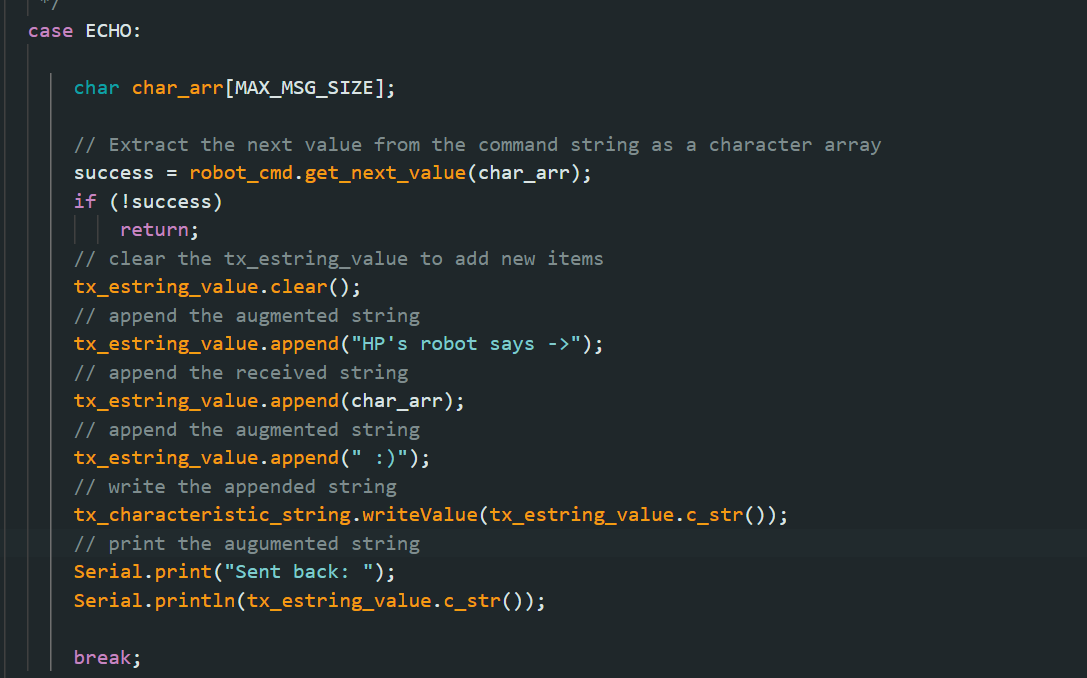 */
case ECHO:
char char_arr[MAX_MSG_SIZE];
// Extract the next value from the command string as a character array
success = robot_cmd.get_next_value(char_arr);
if (!success)
return;
// clear the tx_estring_value to add new items
tx_estring_value.clear();
// append the augmented string
tx_estring_value.append("HP's robot says ->");
// append the received string
tx_estring_value.append(char_arr);
// append the augmented string
tx_estring_value.append(" :)");
// write the appended string
tx_characteristic_string.writeValue(tx_estring_value.c_str());
// print the augumented string
Serial.print("Sent back: ");
Serial.println(tx_estring_value.c_str());
break;